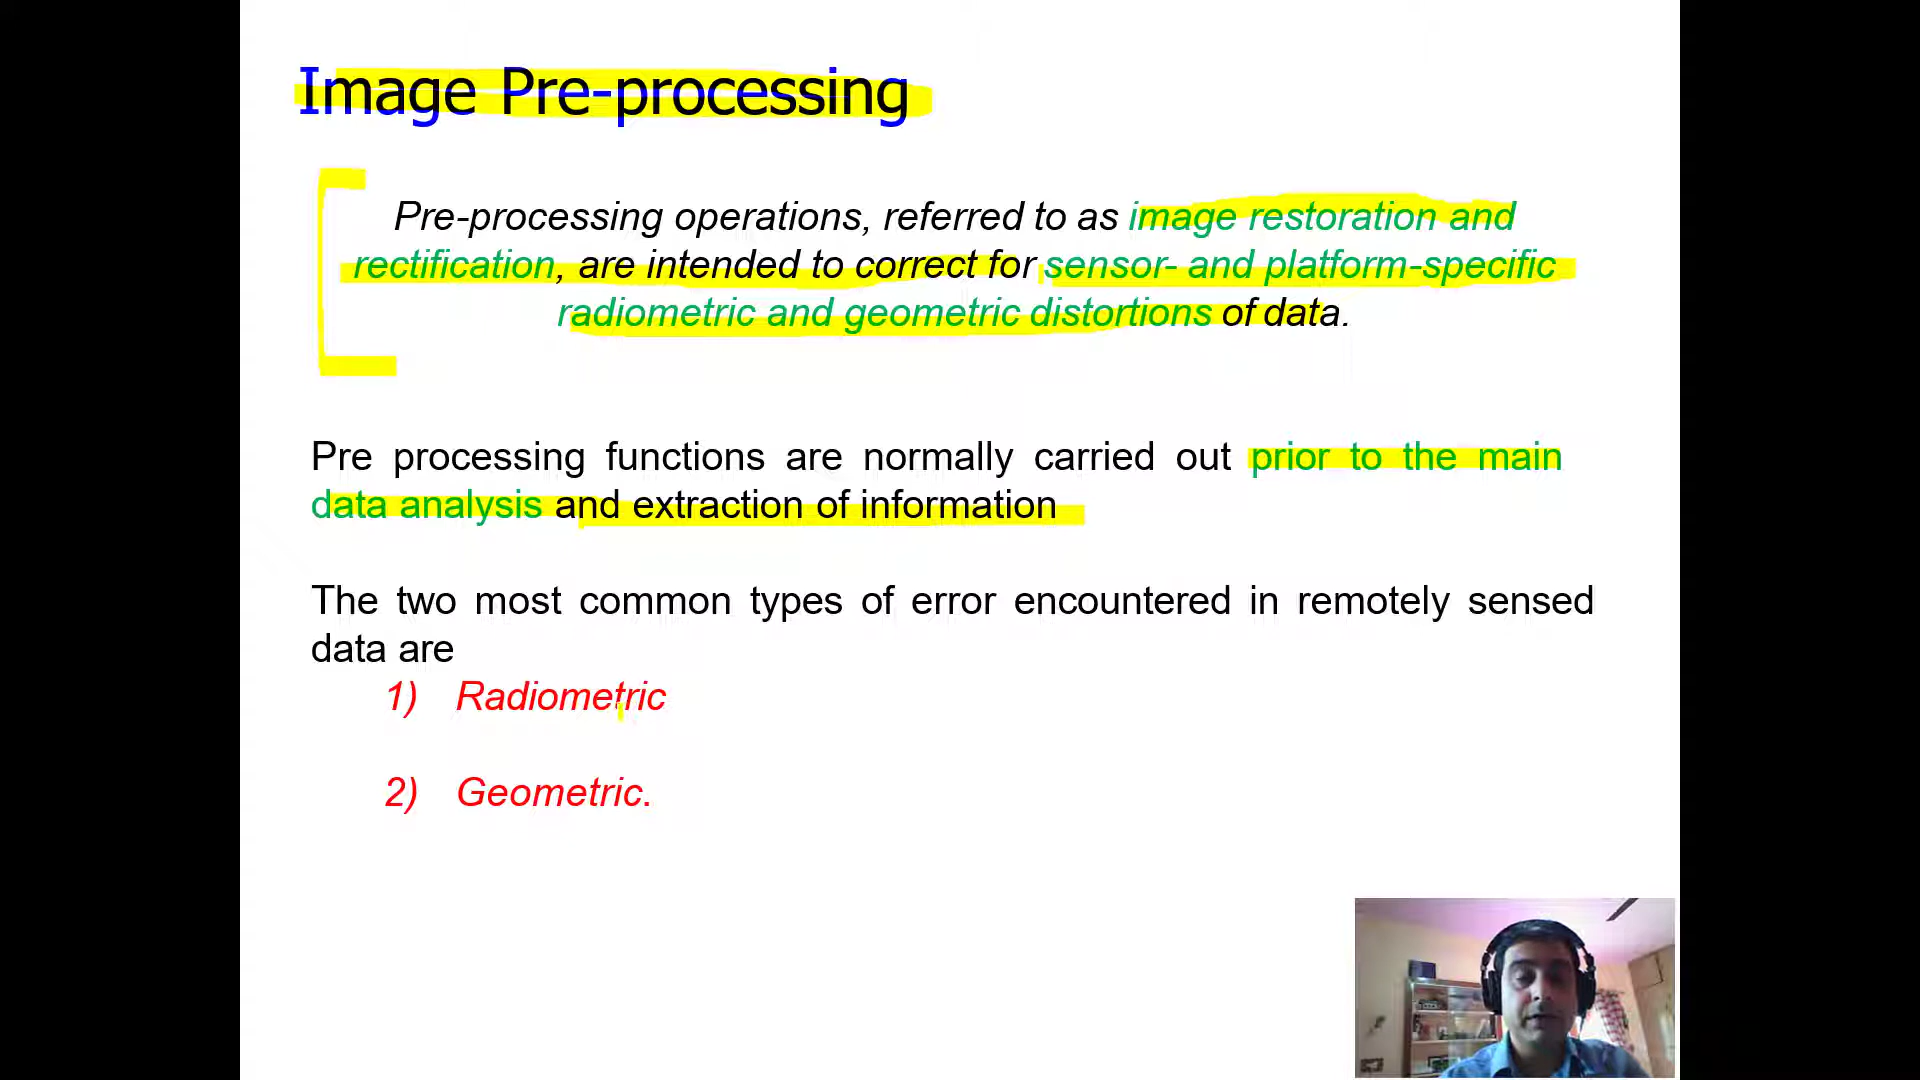 Image Pre-processing
Pre-processing operations, referred to as image restoration and
rectification, are intended to correct for sensor- and platform-specific
radiometric and geometric distortions of data.
Pre processing functions are normally carried out prior to the main
data analysis and extraction of information
The two most common types of error encountered in remotely sensed
data are
1) Radiometric
2) Geometric.